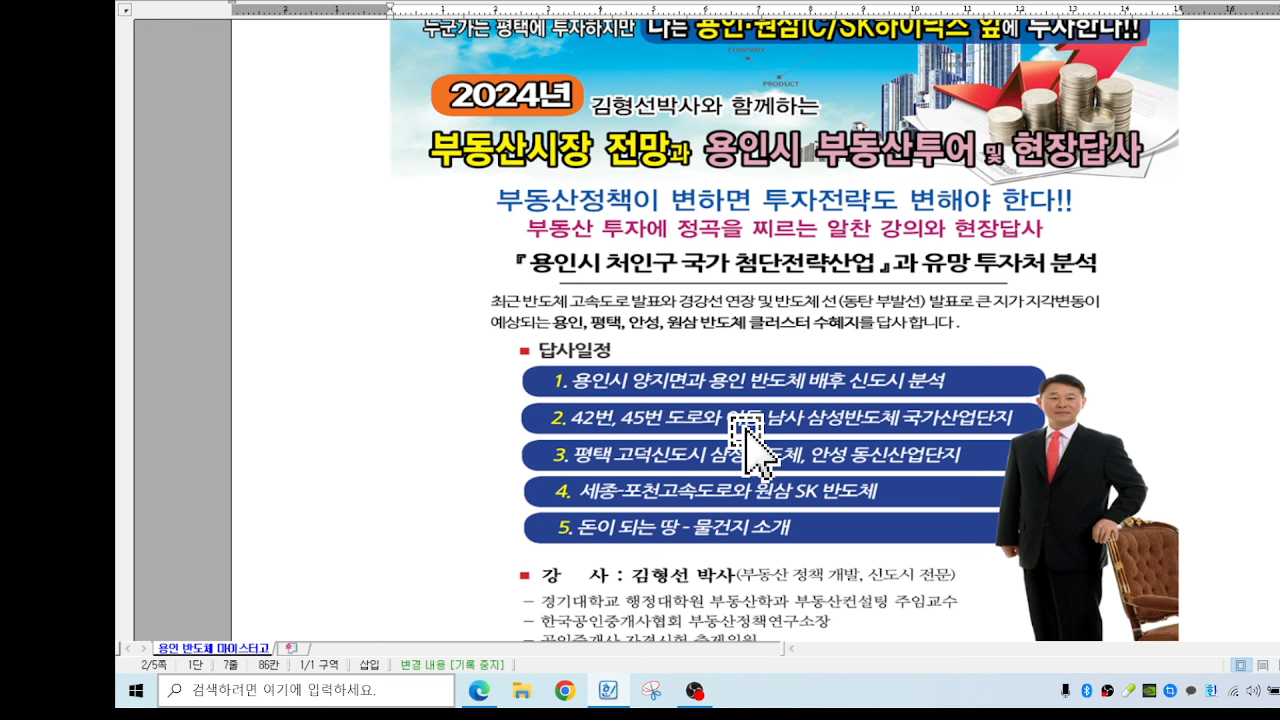 누군가는 평택에 투자하지만 나는 용인·원삼IC/SK하이닉스 앞에 투자한다!!
COMPANY
PRODUCT
2024년 김형선박사와 함께하는
부동산시장 전망과 용인시 부동산투어 및 현장답사
부동산정책이 변하면 투자전략도 변해야 한다!!
부동산 투자에 정곡을 찌르는 알찬 강의와 현장답사
『용인시 처인구 국가 첨단전략산업』과 유망 투자처 분석
최근 반도체 고속도로 발표와 경강선 연장 및 반도체 선(동탄 부발선) 발표로 큰 지가 지각변동이
예상되는 용인, 평택, 안성, 원삼 반도체 클러스터 수혜지를 답사 합니다.
■ 답사일정
1. 용인시 양지면과 용인 반도체 배후 신도시 분석
2. 42번, 45번 도로와 남사 삼성반도체 국가산업단지
3. 평택 고덕신도시 삼성반도체, 안성 동신산업단지
4. 세종-포천고속도로와 원삼 SK 반도체
5. 돈이 되는 땅 - 물건지 소개
■ 강 사 : 김형선 박사(부동산 정책 개발, 신도시 전문)
– 경기대학교 행정대학원 부동산학과 부동산컨설팅 주임교수
– 한국공인중개사협회 부동산정책연구소장
– 공인중개사 자격시험 출제위원
용인 반도체 마이스터고
2/5쪽 1단 7줄 86칸 1/1 구역 삽입 변경 내용 [기록 중지]
검색하려면 여기에 입력하세요.